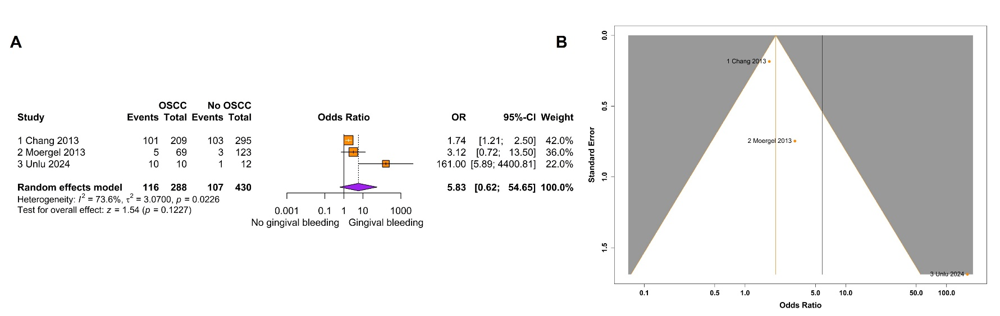 A
OSCC No OSCC
Study Events Total Events Total Odds Ratio OR 95%-CI Weight
1 Chang 2013 101 209 103 295 1.74 [1.21; 2.50] 42.0%
2 Moergel 2013 5 69 3 123 3.12 [0.72; 13.50] 36.0%
3 Unlu 2024 10 10 1 12 161.00 [5.89; 4400.81] 22.0%
Random effects model 116 288 107 430 5.83 [0.62; 54.65] 100.0%
Heterogeneity: I² = 73.6%, τ² = 3.0700, p = 0.0226
Test for overall effect: z = 1.54 (p = 0.1227)
0.001 0.1 1 10 1000
No gingival bleeding Gingival bleeding
B
Standard Error
0.0
0.5
1.0
1.5
1 Chang 2013
2 Moergel 2013
3 Unlu 2024
0.1 0.5 1.0 5.0 10.0 50.0 100.0
Odds Ratio